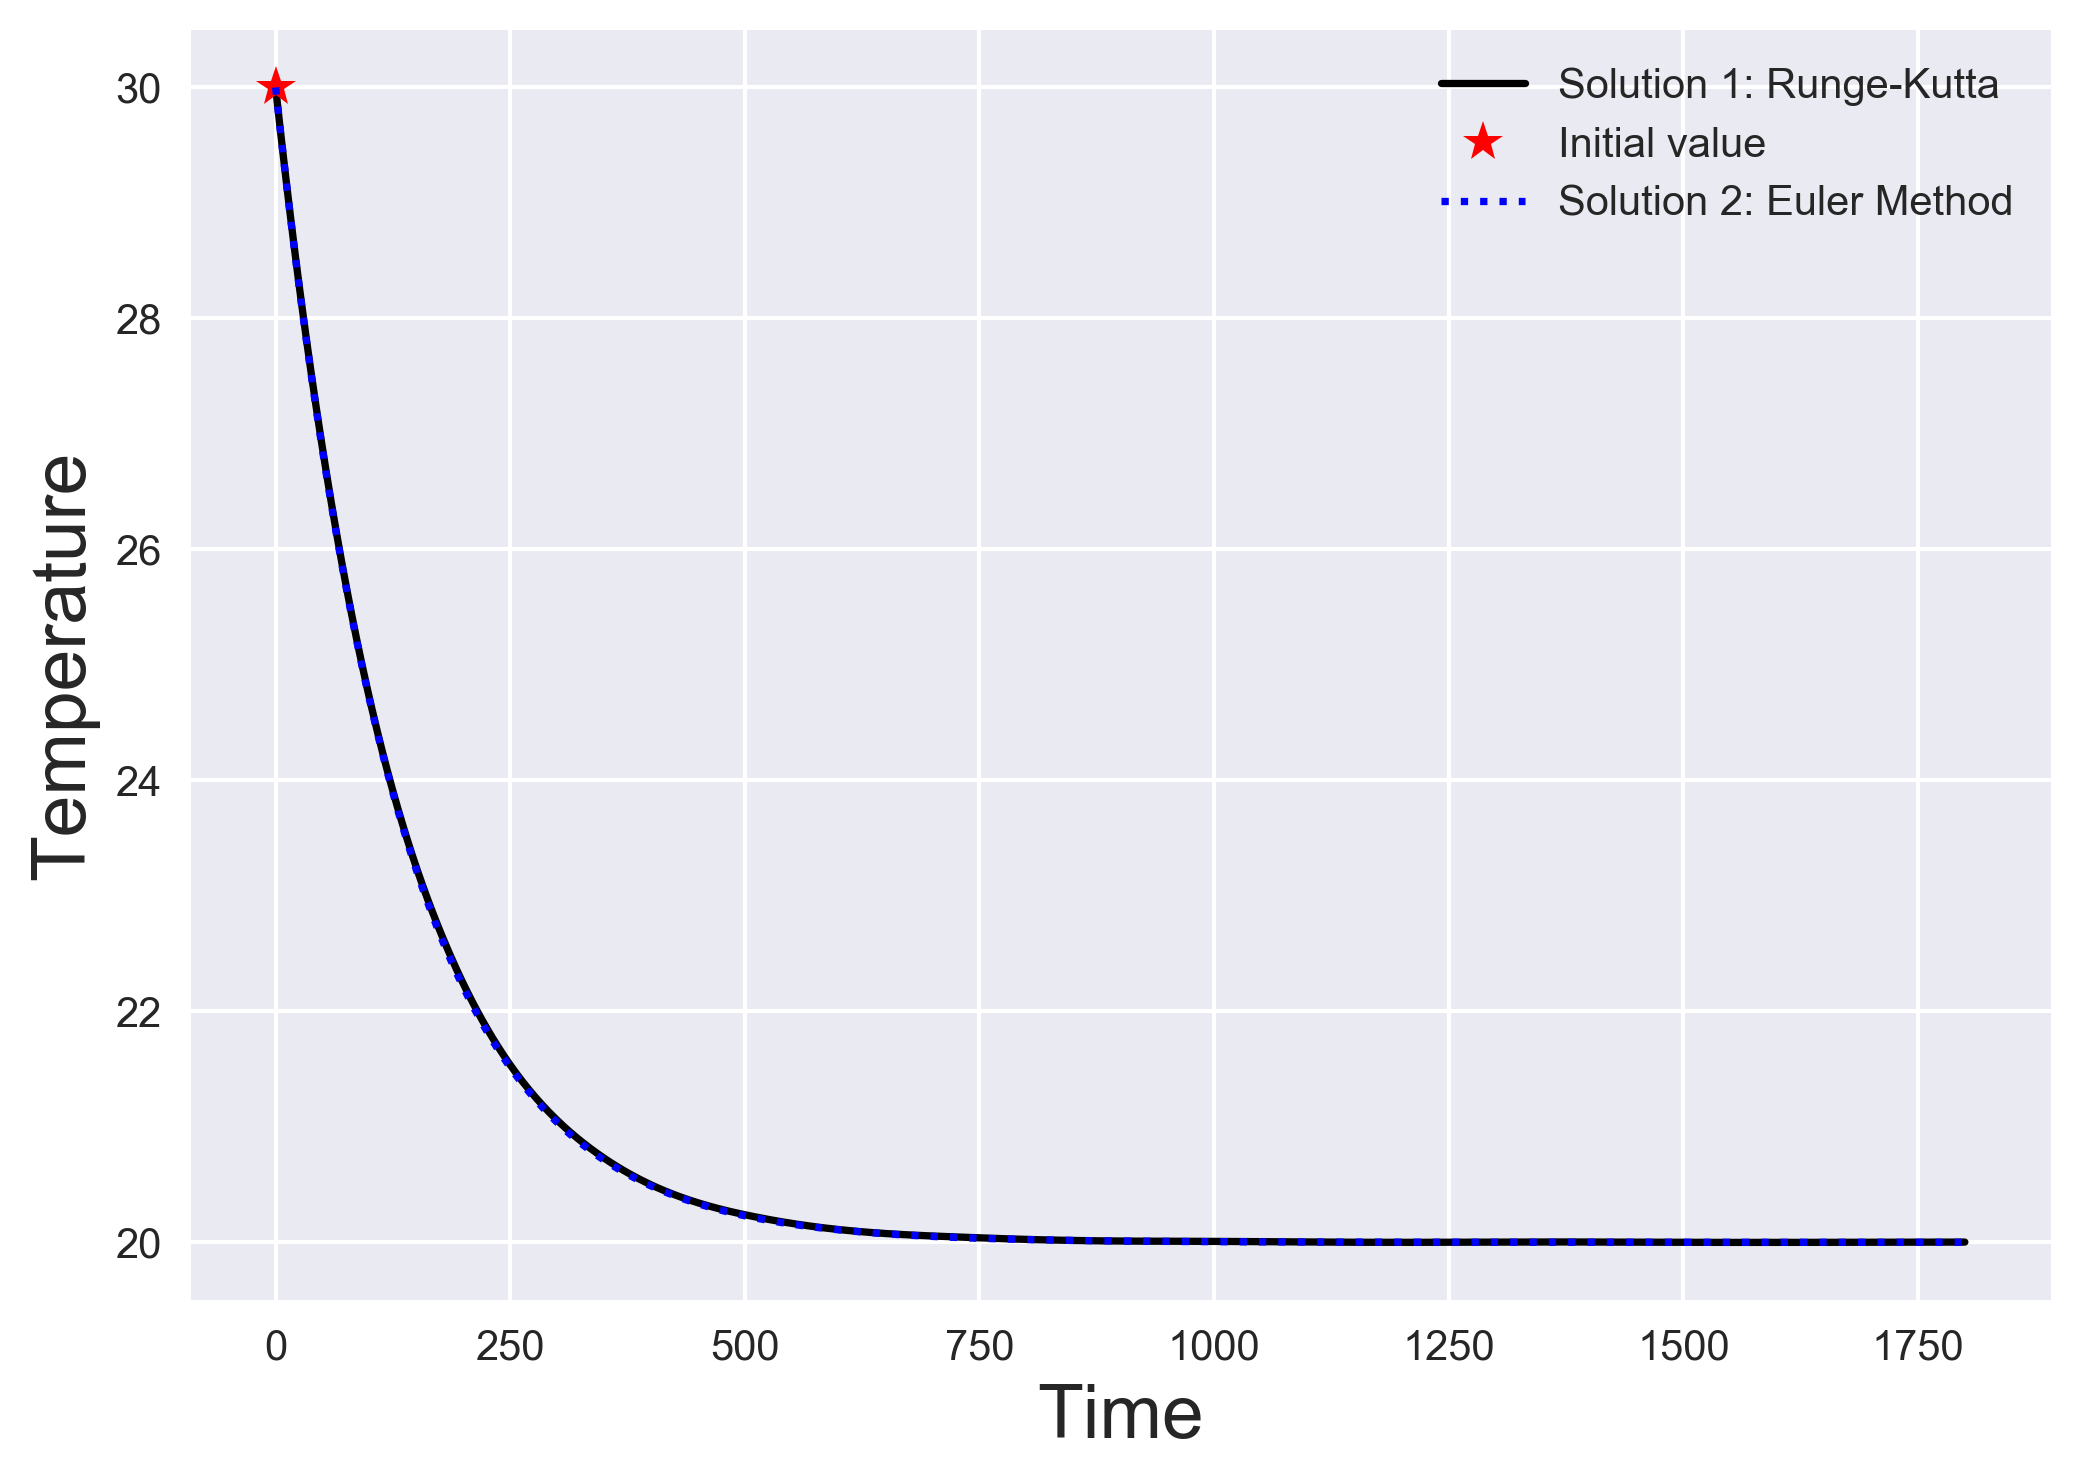 30
28
26
24
22
20
Temperature
Solution 1: Runge-Kutta
Initial value
Solution 2: Euler Method
0 250 500 750 1000 1250 1500 1750
Time